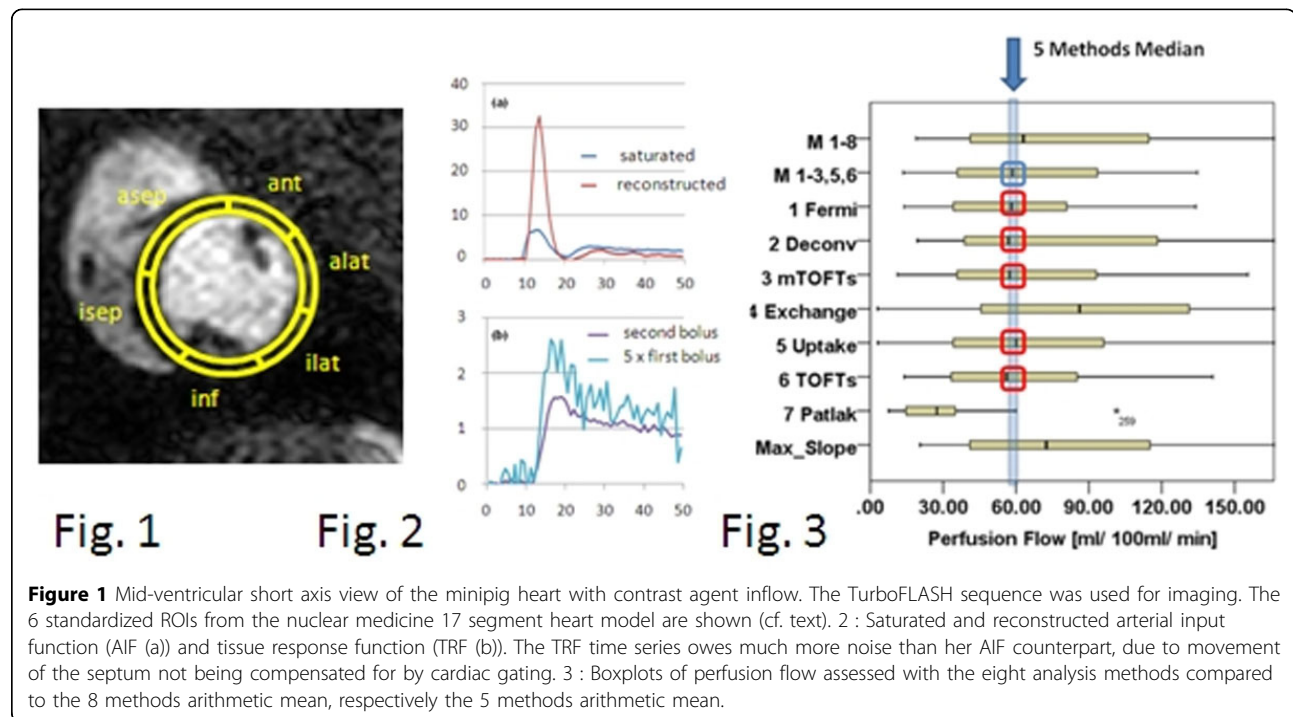 ant
asep
alat
isep
ilat
inf
Fig. 1
40
30
20
10
0
(a)
saturated
reconstructed
0 10 20 30 40 50
3
2
1
0
(b)
second bolus
5 x first bolus
0 10 20 30 40 50
Fig. 2
5 Methods Median
M 1-8
M 1-3,5,6
1 Fermi
2 Deconv
3 mTOFTs
4 Exchange
5 Uptake
6 TOFTs
7 Patlak
Max_Slope
*
259
.00 30.00 60.00 90.00 120.00 150.00
Perfusion Flow [ml/ 100ml/ min]
Fig. 3
Figure 1 Mid-ventricular short axis view of the minipig heart with contrast agent inflow. The TurboFLASH sequence was used for imaging. The
6 standardized ROIs from the nuclear medicine 17 segment heart model are shown (cf. text). 2 : Saturated and reconstructed arterial input
function (AIF (a)) and tissue response function (TRF (b)). The TRF time series owes much more noise than her AIF counterpart, due to movement
of the septum not being compensated for by cardiac gating. 3 : Boxplots of perfusion flow assessed with the eight analysis methods compared
to the 8 methods arithmetic mean, respectively the 5 methods arithmetic mean.